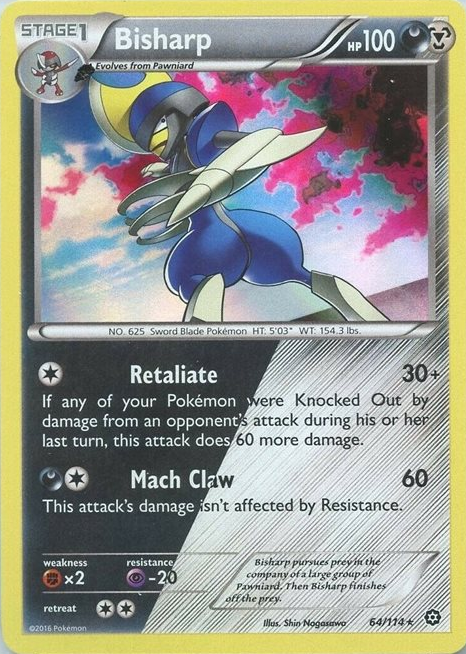 STAGE1 Bisharp HP100
Evolves from Pawniard
NO. 625 Sword Blade Pokémon HT: 5'03" WT: 154.3 lbs.
Retaliate 30+
If any of your Pokémon were Knocked Out by
damage from an opponent's attack during his or her
last turn, this attack does 60 more damage.
Mach Claw 60
This attack's damage isn't affected by Resistance.
weakness resistance
×2 -20
retreat
Bisharp pursues prey in the
company of a large group of
Pawniard. Then Bisharp finishes
off the prey.
©2016 Pokémon Illus. Shin Nagasawa 64/114★